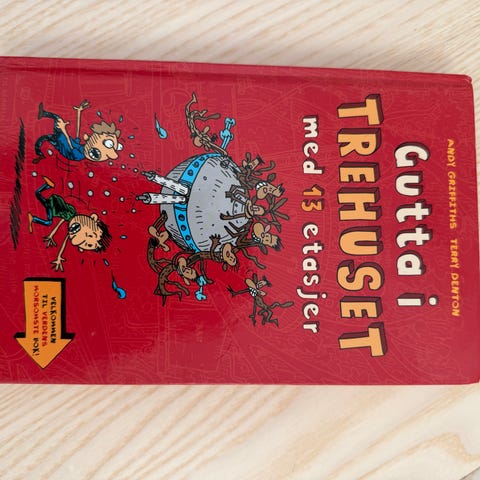 ANDY GRIFFITHS TERRY DENTON
Gutta i
TREHUSET
med 13 etasjer
VELKOMMEN
TIL VERDENS
MORSOMSTE BOK!